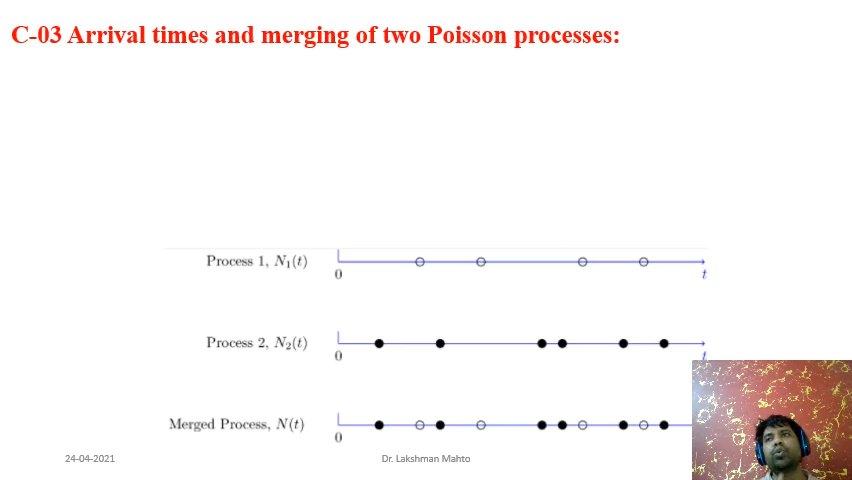 C-03 Arrival times and merging of two Poisson processes:
Process 1, N₁(t)
0
t
Process 2, N₂(t)
0
t
Merged Process, N(t)
0
24-04-2021
Dr. Lakshman Mahto